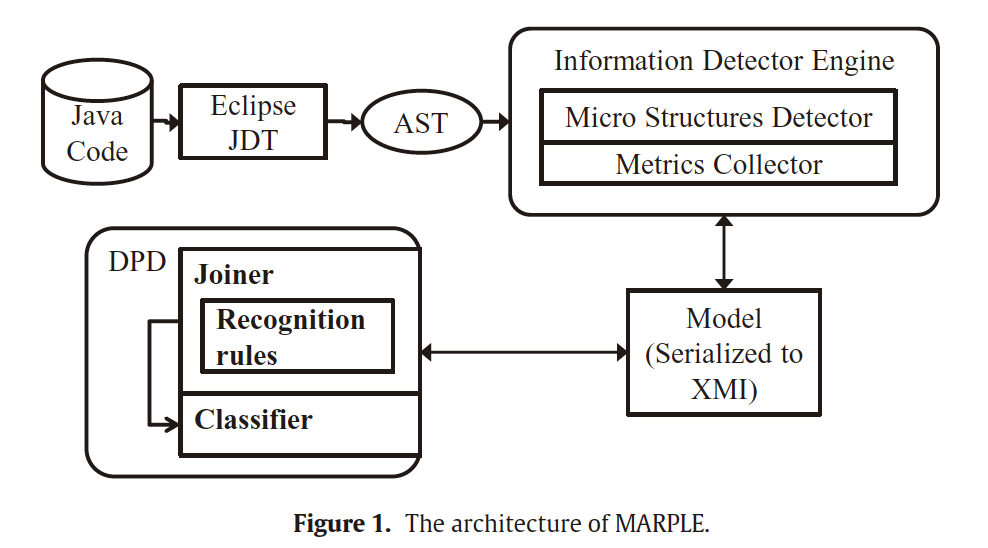 Java
Code
Eclipse
JDT
AST
Information Detector Engine
Micro Structures Detector
Metrics Collector
DPD
Joiner
Recognition
rules
Classifier
Model
(Serialized to
XMI)
Figure 1. The architecture of MARPLE.